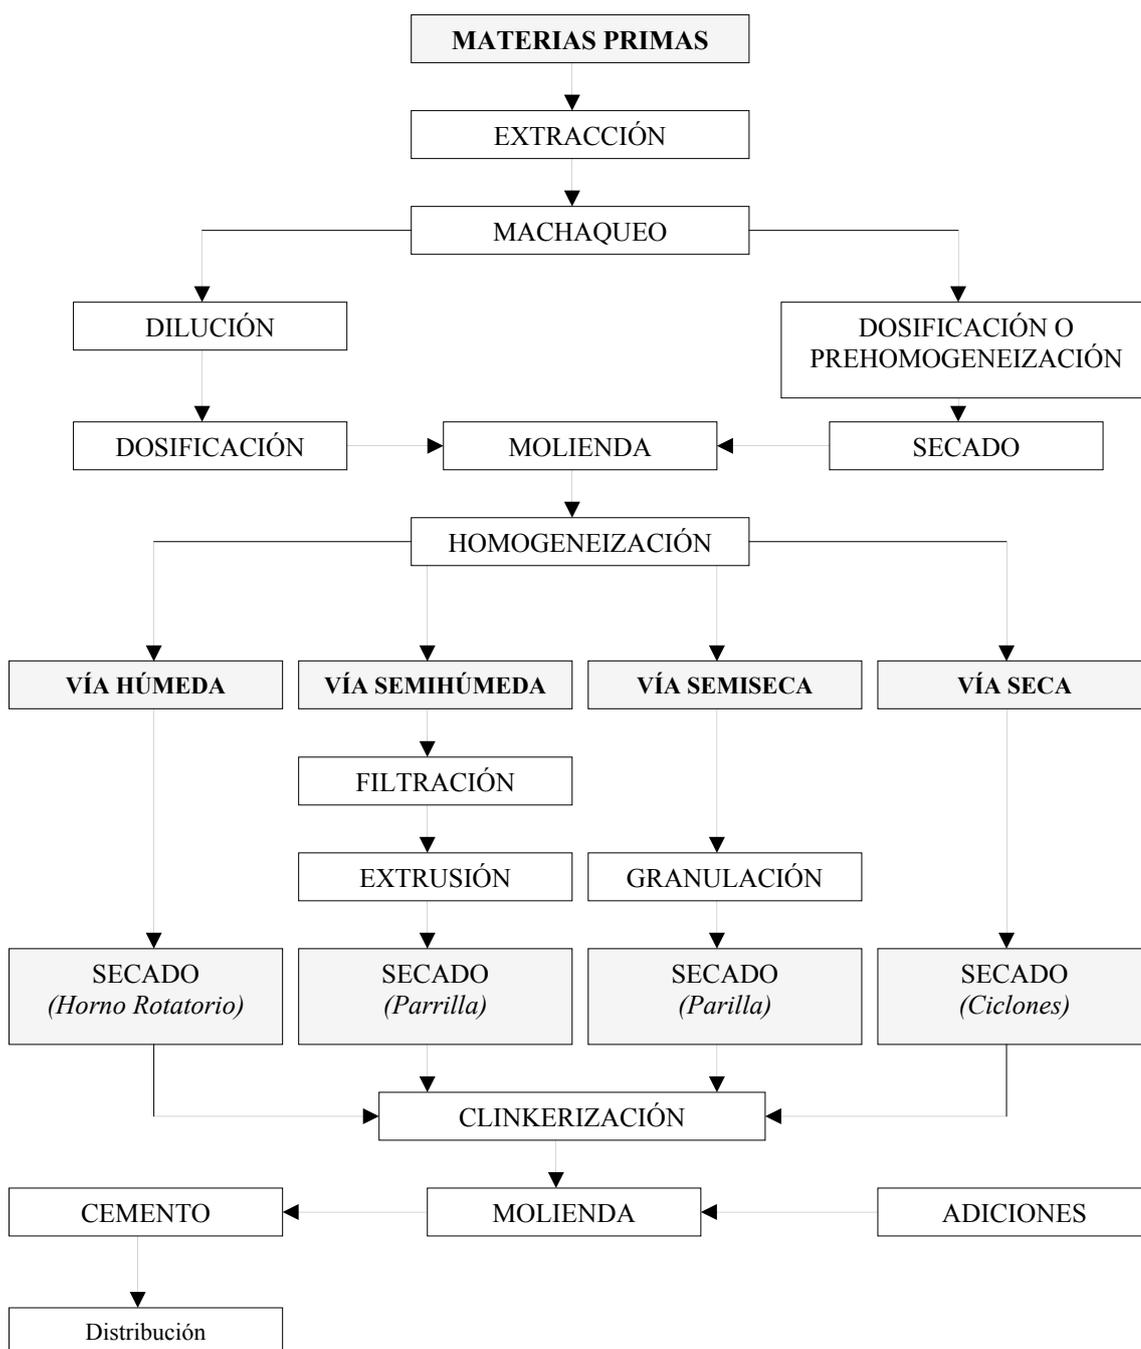 MATERIAS PRIMAS
EXTRACCIÓN
MACHAQUEO
DILUCIÓN
DOSIFICACIÓN O
PREHOMOGENEIZACIÓN
DOSIFICACIÓN
MOLIENDA
SECADO
HOMOGENEIZACIÓN
VÍA HÚMEDA
VÍA SEMIHÚMEDA
VÍA SEMISECA
VÍA SECA
FILTRACIÓN
EXTRUSIÓN
GRANULACIÓN
SECADO
(Horno Rotatorio)
SECADO
(Parrilla)
SECADO
(Parilla)
SECADO
(Ciclones)
CLINKERIZACIÓN
CEMENTO
MOLIENDA
ADICIONES
Distribución